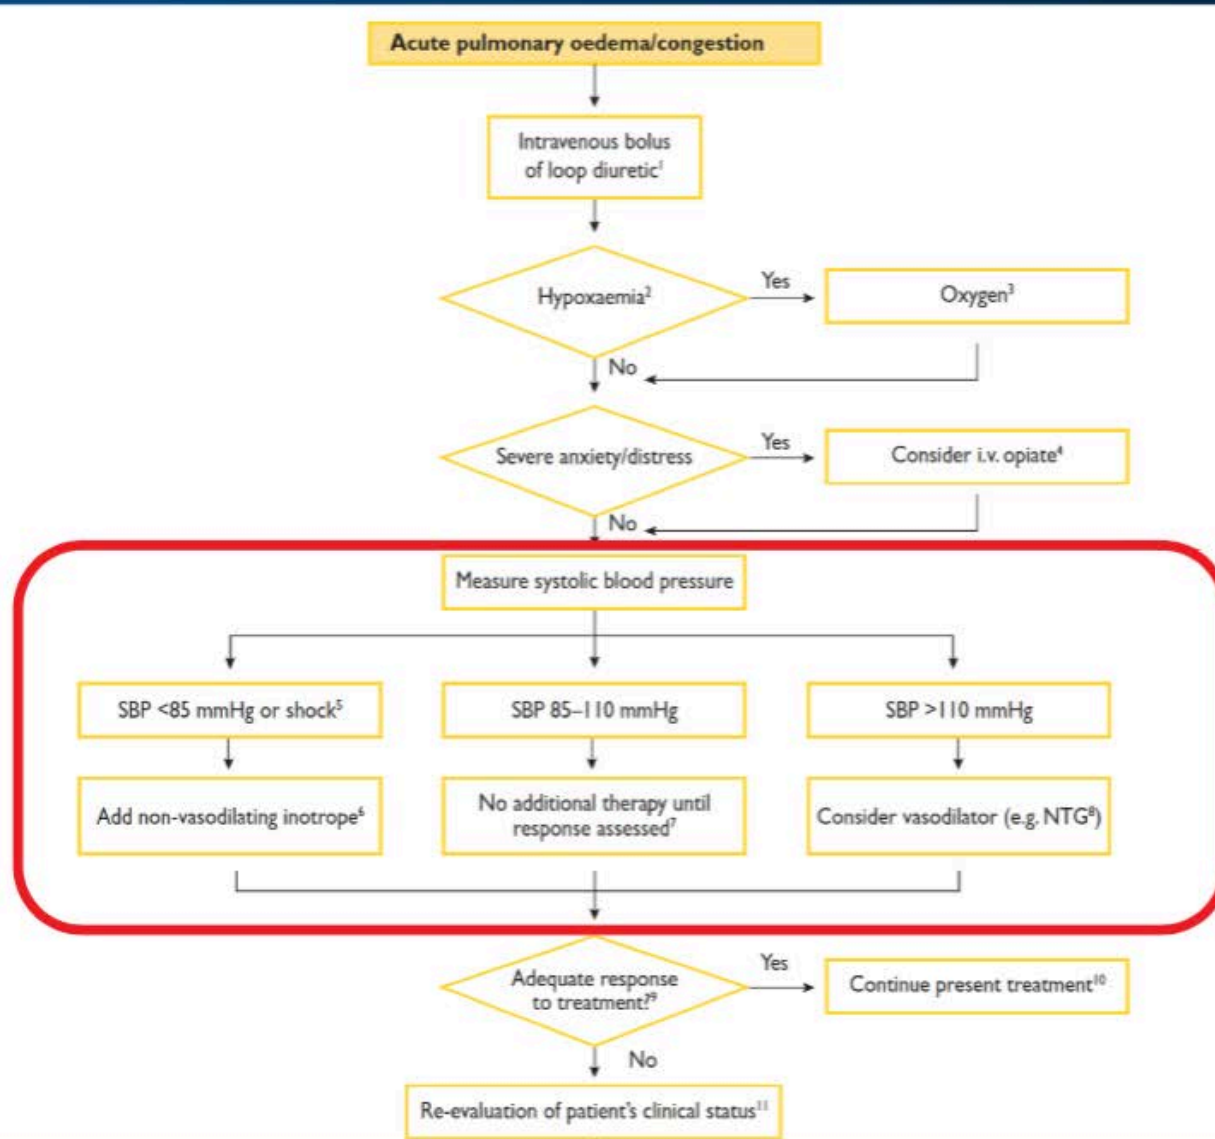 Acute pulmonary oedema/congestion
Intravenous bolus
of loop diuretic¹
Hypoxaemia²
Yes
Oxygen³
No
Severe anxiety/distress
Yes
Consider i.v. opiate⁴
No
Measure systolic blood pressure
SBP <85 mmHg or shock⁵
SBP 85–110 mmHg
SBP >110 mmHg
Add non-vasodilating inotrope⁶
No additional therapy until
response assessed⁷
Consider vasodilator (e.g. NTG⁸)
Adequate response
to treatment?⁹
Yes
Continue present treatment¹⁰
No
Re-evaluation of patient's clinical status¹¹